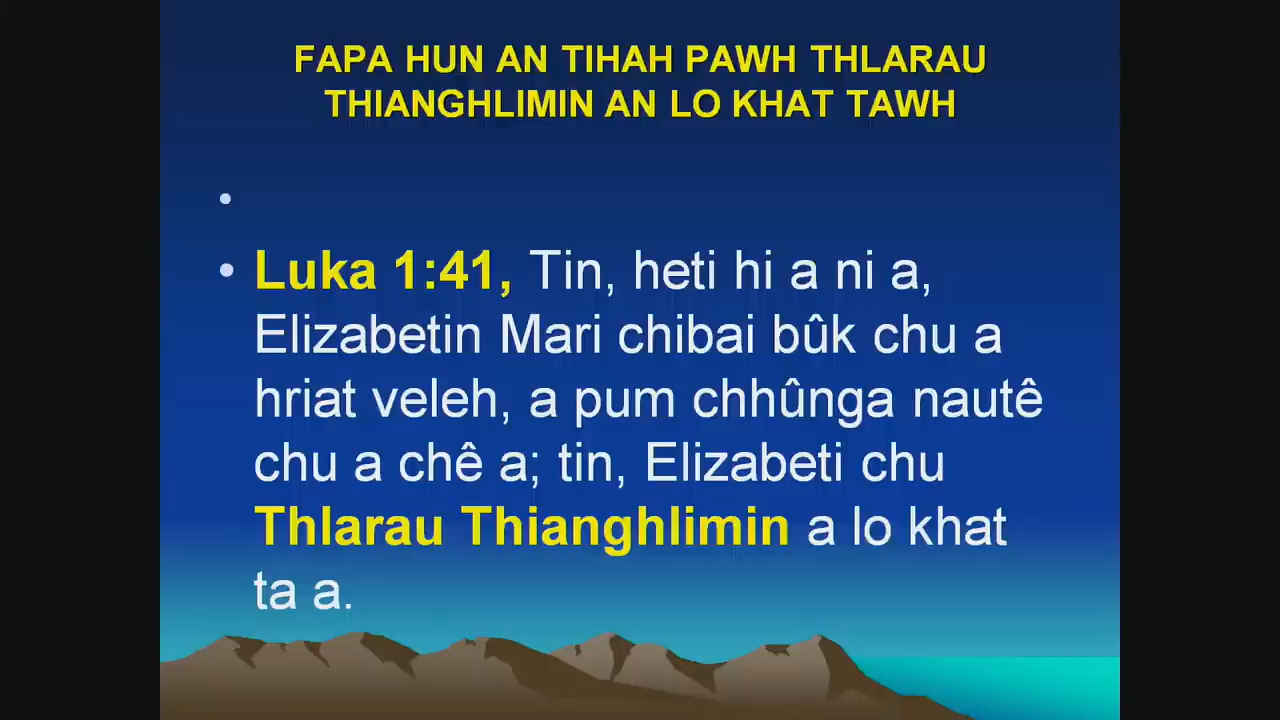 FAPA HUN AN TIHAH PAWH THLARAU
THIANGHLIMIN AN LO KHAT TAWH
•
• Luka 1:41, Tin, heti hi a ni a,
Elizabetin Mari chibai bûk chu a
hriat veleh, a pum chhûnga nautê
chu a chê a; tin, Elizabeti chu
Thlarau Thianghlimin a lo khat
ta a.